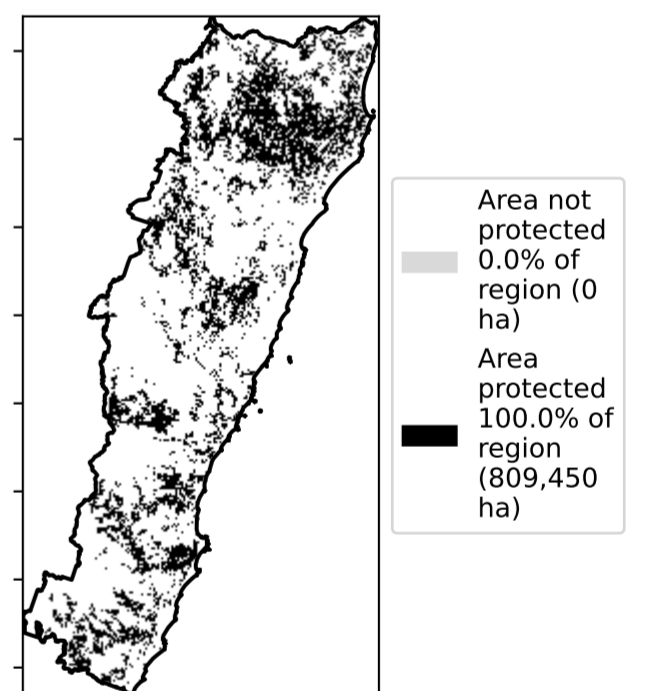 Area not
protected
0.0% of
region (0
ha)
Area
protected
100.0% of
region
(809,450
ha)